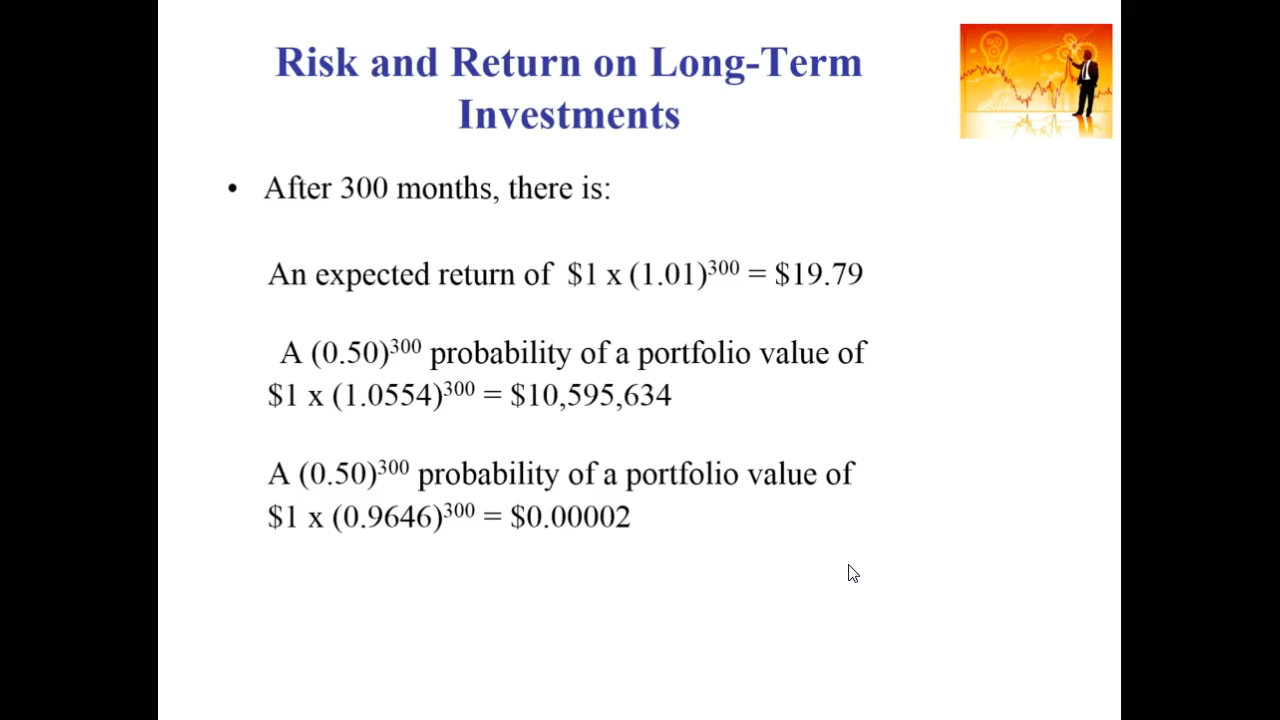 Risk and Return on Long-Term
Investments
• After 300 months, there is:
An expected return of $1 x (1.01)³⁰⁰ = $19.79
A (0.50)³⁰⁰ probability of a portfolio value of
$1 x (1.0554)³⁰⁰ = $10,595,634
A (0.50)³⁰⁰ probability of a portfolio value of
$1 x (0.9646)³⁰⁰ = $0.00002